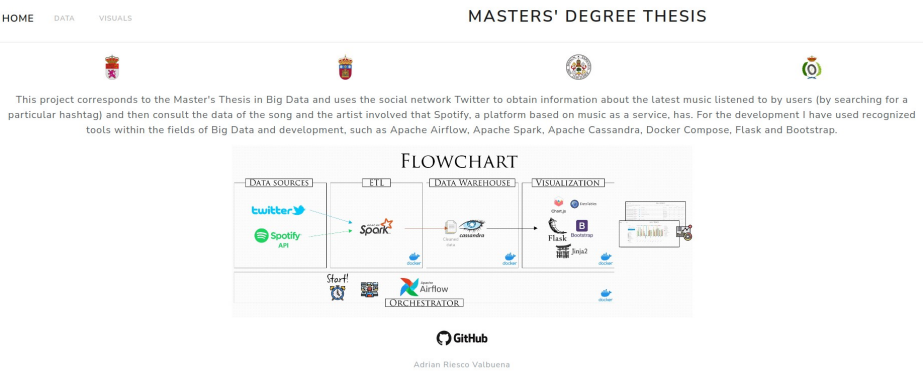 HOME DATA VISUALS
MASTERS' DEGREE THESIS
This project corresponds to the Master's Thesis in Big Data and uses the social network Twitter to obtain information about the latest music listened to by users (by searching for a
particular hashtag) and then consult the data of the song and the artist involved that Spotify, a platform based on music as a service, has. For the development I have used recognized
tools within the fields of Big Data and development, such as Apache Airflow, Apache Spark, Apache Cassandra, Docker Compose, Flask and Bootstrap.
FLOWCHART
DATA SOURCES
ETL
DATA WAREHOUSE
VISUALIZATION
twitter
Spotify
API
Spark
Cleaned
data
cassandra
Chart.js
Flask
Bootstrap
Jinja2
docker
docker
docker
Start!
Airflow
ORCHESTRATOR
docker
GitHub
Adrian Riesco Valbuena